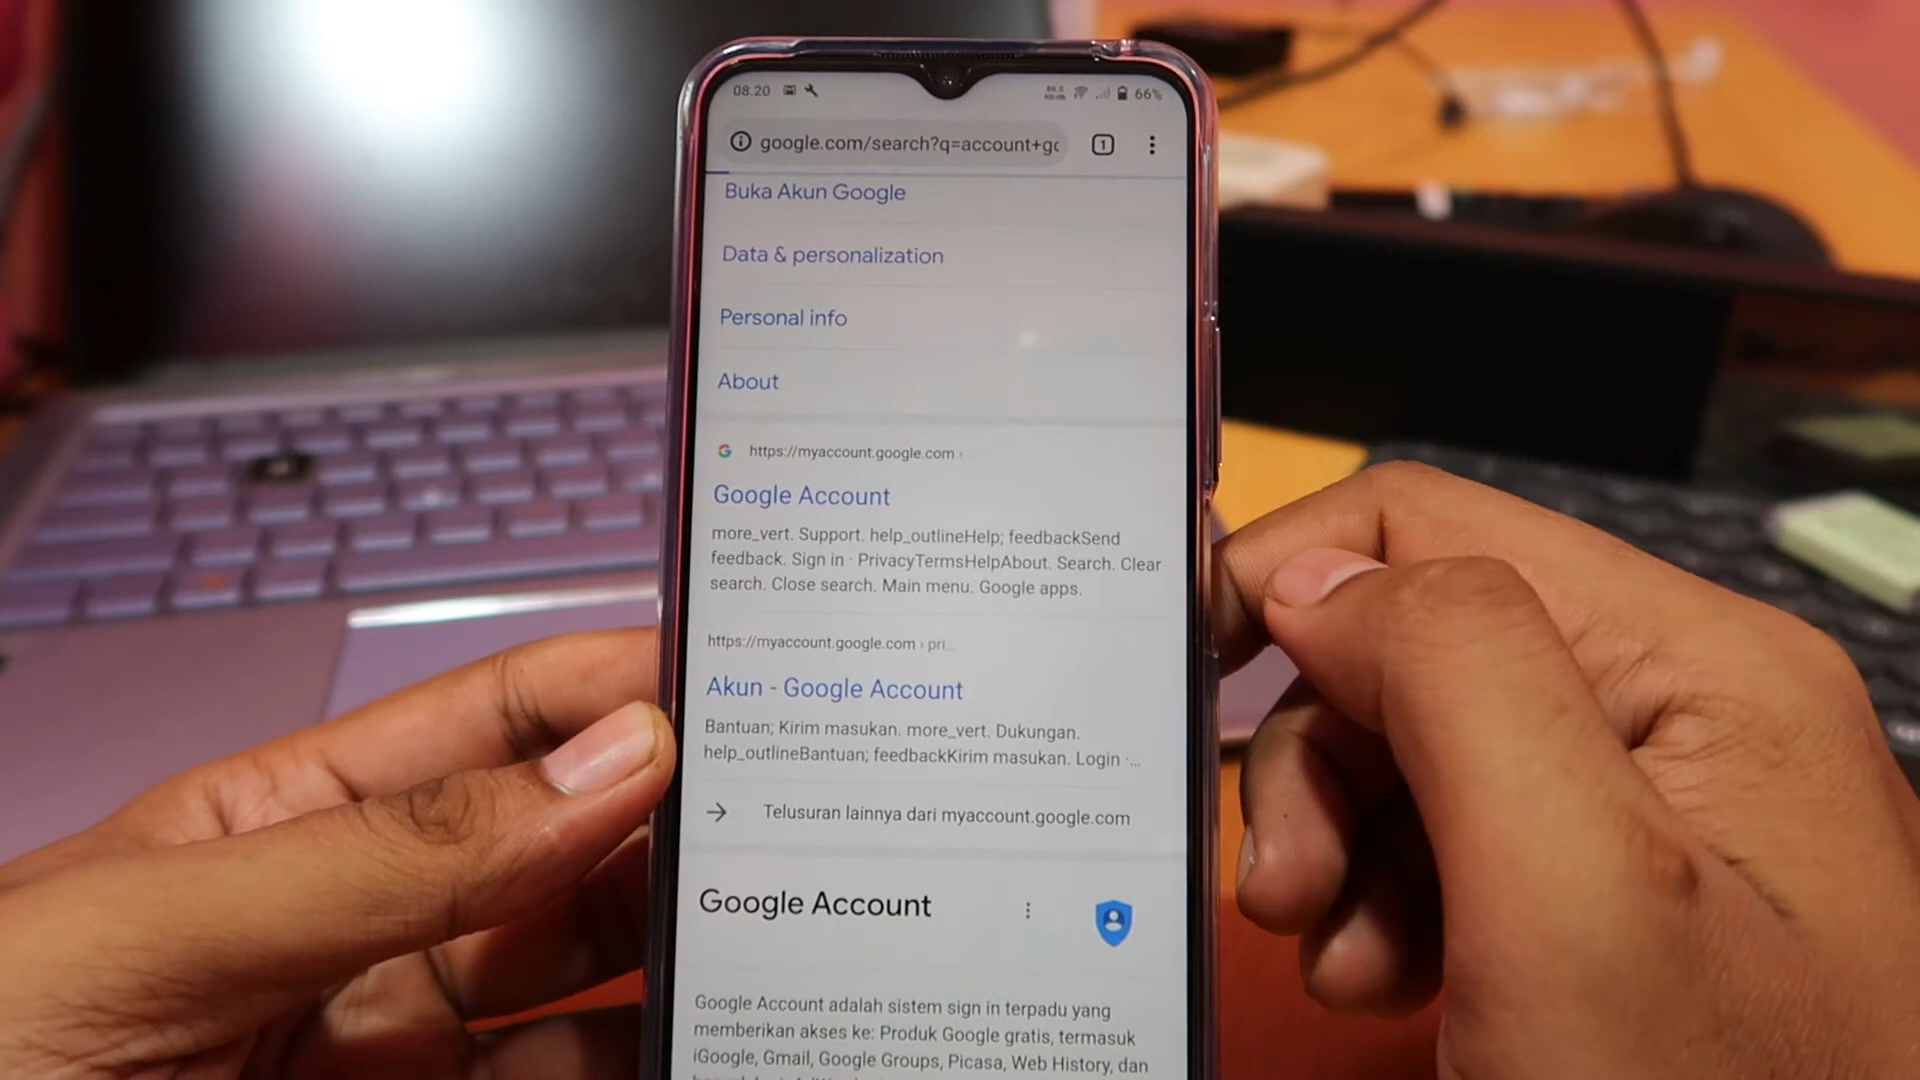 08.20
66%
google.com/search?q=account+go
1
Buka Akun Google
Data & personalization
Personal info
About
https://myaccount.google.com ›
Google Account
more_vert. Support. help_outlineHelp; feedbackSend
feedback. Sign in · PrivacyTermsHelpAbout. Search. Clear
search. Close search. Main menu. Google apps.
https://myaccount.google.com › pri...
Akun - Google Account
Bantuan; Kirim masukan. more_vert. Dukungan.
help_outlineBantuan; feedbackKirim masukan. Login ·...
Telusuran lainnya dari myaccount.google.com
Google Account
Google Account adalah sistem sign in terpadu yang
memberikan akses ke: Produk Google gratis, termasuk
iGoogle, Gmail, Google Groups, Picasa, Web History, dan